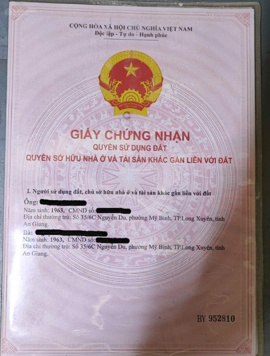 CỘNG HÒA XÃ HỘI CHỦ NGHĨA VIỆT NAM
Độc lập - Tự do - Hạnh phúc
GIẤY CHỨNG NHẬN
QUYỀN SỬ DỤNG ĐẤT
QUYỀN SỞ HỮU NHÀ Ở VÀ TÀI SẢN KHÁC GẮN LIỀN VỚI ĐẤT
I. Người sử dụng đất, chủ sở hữu nhà ở và tài sản khác gắn liền với đất
Ông:
Năm sinh: 1963, CMND số:
Địa chỉ thường trú: Số 35/6C Nguyễn Du, phường Mỹ Bình, TP.Long Xuyên, tỉnh
An Giang.
Bà:
Năm sinh: 1963, CMND số:
Địa chỉ thường trú: Số 35/6C Nguyễn Du, phường Mỹ Bình, TP.Long Xuyên, tỉnh
An Giang.
BY 952810